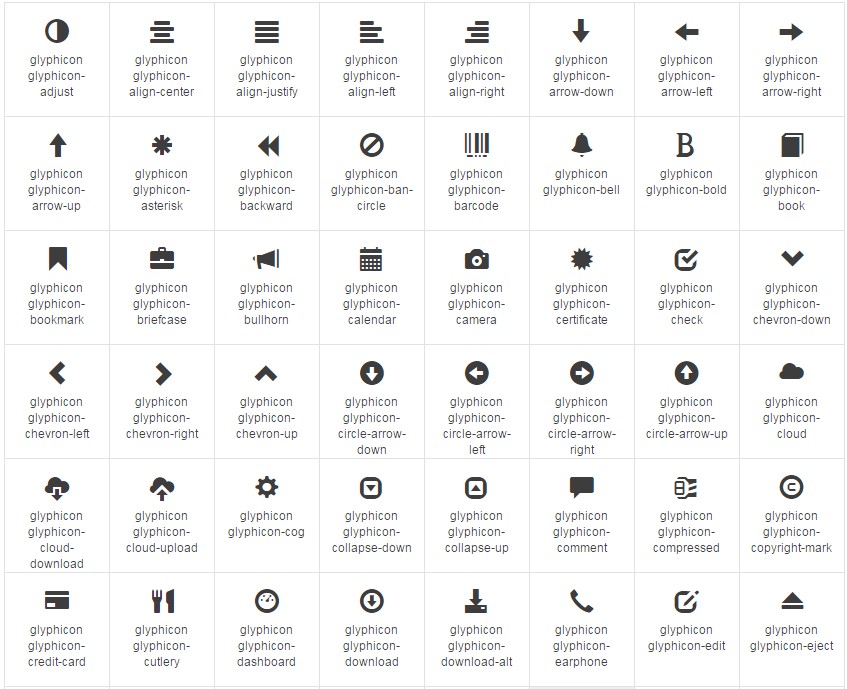 glyphicon
glyphicon-
adjust
glyphicon
glyphicon-
align-center
glyphicon
glyphicon-
align-justify
glyphicon
glyphicon-
align-left
glyphicon
glyphicon-
align-right
glyphicon
glyphicon-
arrow-down
glyphicon
glyphicon-
arrow-left
glyphicon
glyphicon-
arrow-right
glyphicon
glyphicon-
arrow-up
glyphicon
glyphicon-
asterisk
glyphicon
glyphicon-
backward
glyphicon
glyphicon-ban-
circle
glyphicon
glyphicon-
barcode
glyphicon
glyphicon-bell
B
glyphicon
glyphicon-bold
glyphicon
glyphicon-
book
glyphicon
glyphicon-
bookmark
glyphicon
glyphicon-
briefcase
glyphicon
glyphicon-
bullhorn
glyphicon
glyphicon-
calendar
glyphicon
glyphicon-
camera
glyphicon
glyphicon-
certificate
glyphicon
glyphicon-
check
glyphicon
glyphicon-
chevron-down
glyphicon
glyphicon-
chevron-left
glyphicon
glyphicon-
chevron-right
glyphicon
glyphicon-
chevron-up
glyphicon
glyphicon-
circle-arrow-
down
glyphicon
glyphicon-
circle-arrow-
left
glyphicon
glyphicon-
circle-arrow-
right
glyphicon
glyphicon-
circle-arrow-up
glyphicon
glyphicon-
cloud
glyphicon
glyphicon-
cloud-
download
glyphicon
glyphicon-
cloud-upload
glyphicon
glyphicon-cog
glyphicon
glyphicon-
collapse-down
glyphicon
glyphicon-
collapse-up
glyphicon
glyphicon-
comment
glyphicon
glyphicon-
compressed
©
glyphicon
glyphicon-
copyright-mark
glyphicon
glyphicon-
credit-card
glyphicon
glyphicon-
cutlery
glyphicon
glyphicon-
dashboard
glyphicon
glyphicon-
download
glyphicon
glyphicon-
download-alt
glyphicon
glyphicon-
earphone
glyphicon
glyphicon-edit
glyphicon
glyphicon-eject